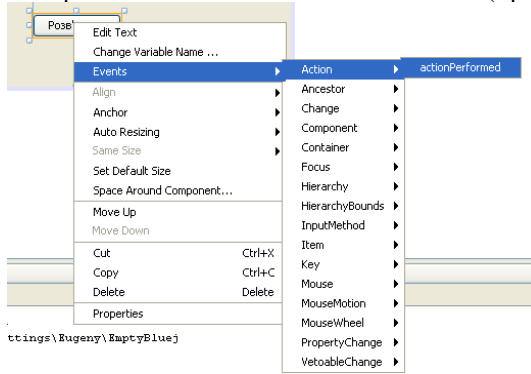 Розв'
Edit Text
Change Variable Name ...
Events
Align
Anchor
Auto Resizing
Same Size
Set Default Size
Space Around Component...
Move Up
Move Down
Cut Ctrl+X
Copy Ctrl+C
Delete Delete
Properties
Action
Ancestor
Change
Component
Container
Focus
Hierarchy
HierarchyBounds
InputMethod
Item
Key
Mouse
MouseMotion
MouseWheel
PropertyChange
VetoableChange
actionPerformed
ttings\Eugeny\EmptyBluej